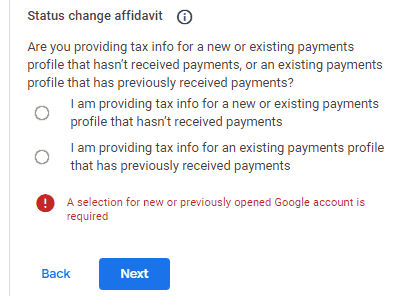 Status change affidavit
Are you providing tax info for a new or existing payments
profile that hasn't received payments, or an existing payments
profile that has previously received payments?
I am providing tax info for a new or existing payments
profile that hasn't received payments
I am providing tax info for an existing payments profile
that has previously received payments
A selection for new or previously opened Google account is
required
Back
Next